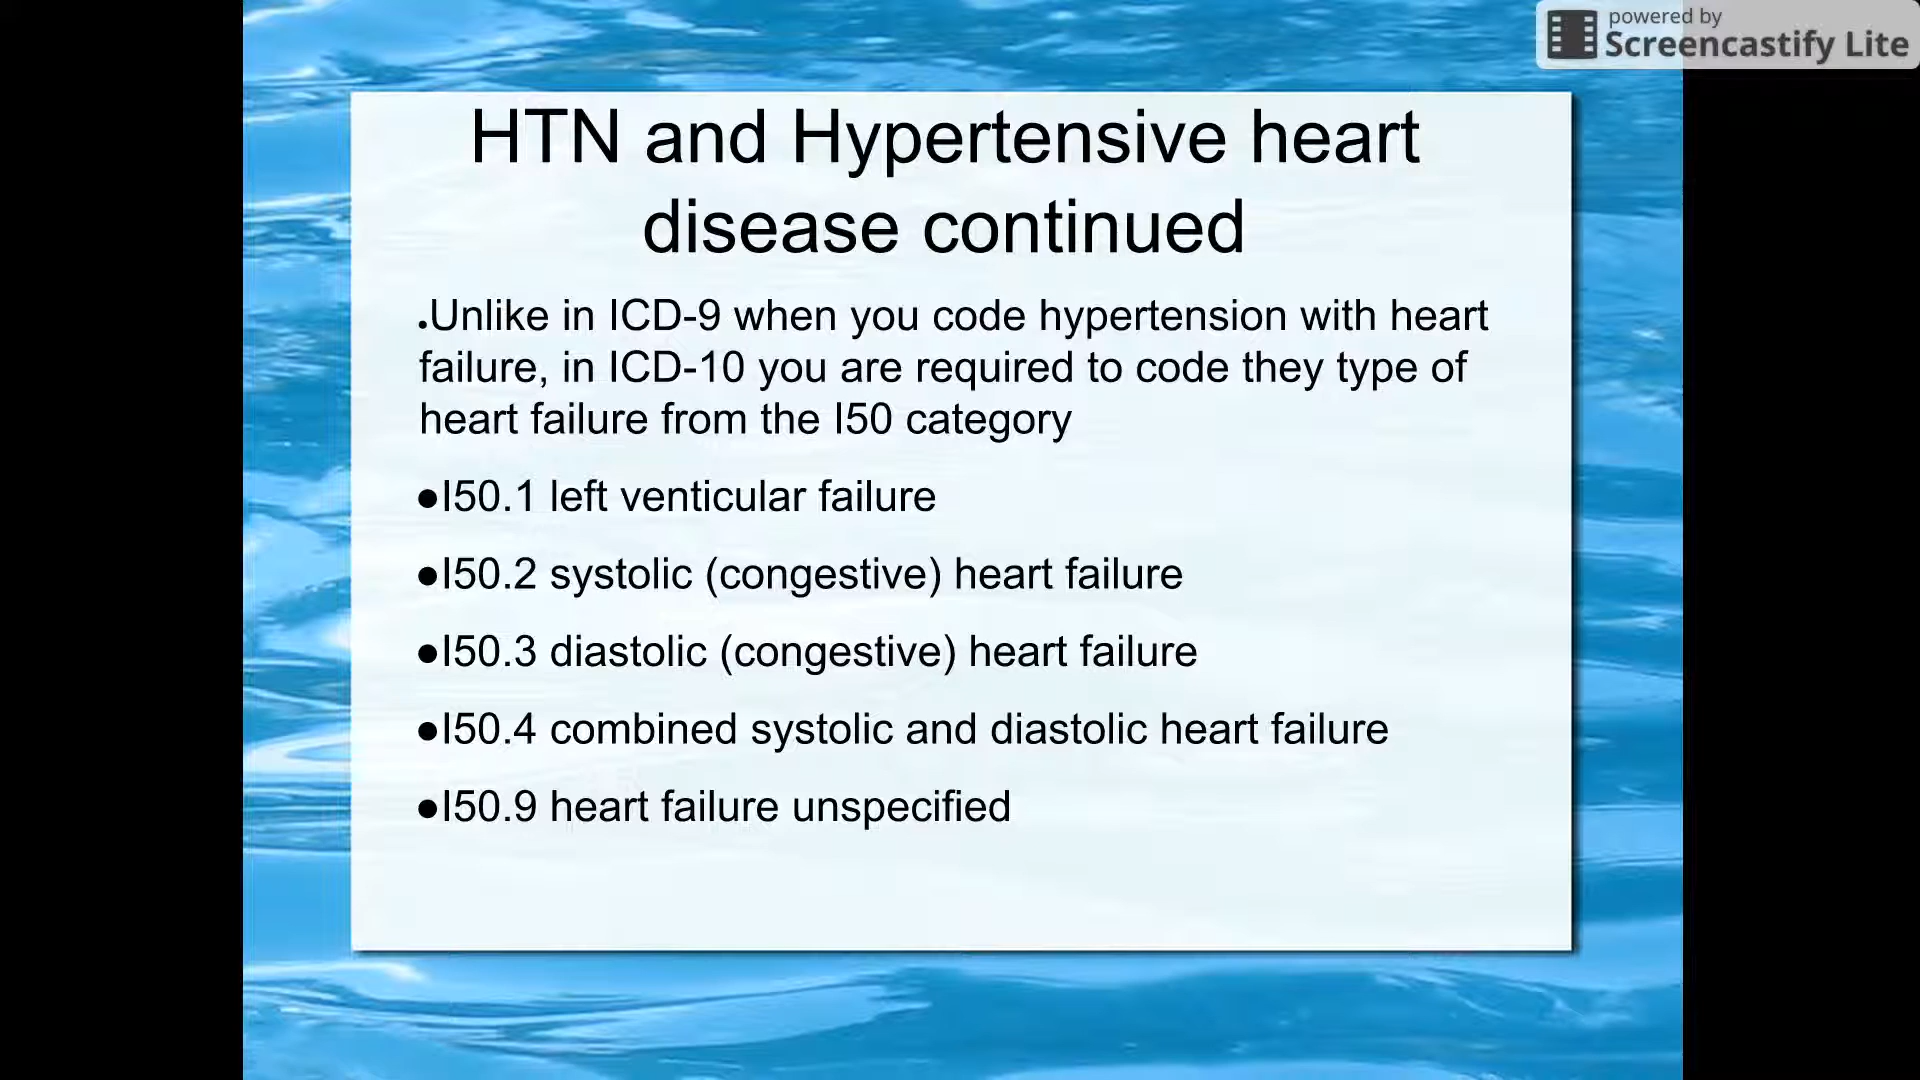 powered by
Screencastify Lite
HTN and Hypertensive heart
disease continued
●Unlike in ICD-9 when you code hypertension with heart
failure, in ICD-10 you are required to code they type of
heart failure from the I50 category
●I50.1 left venticular failure
●I50.2 systolic (congestive) heart failure
●I50.3 diastolic (congestive) heart failure
●I50.4 combined systolic and diastolic heart failure
●I50.9 heart failure unspecified